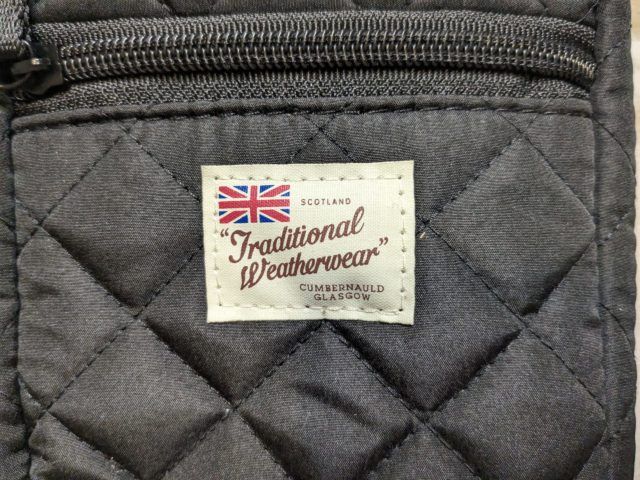 SCOTLAND
"Traditional
Weatherwear"
CUMBERNAULD
GLASGOW